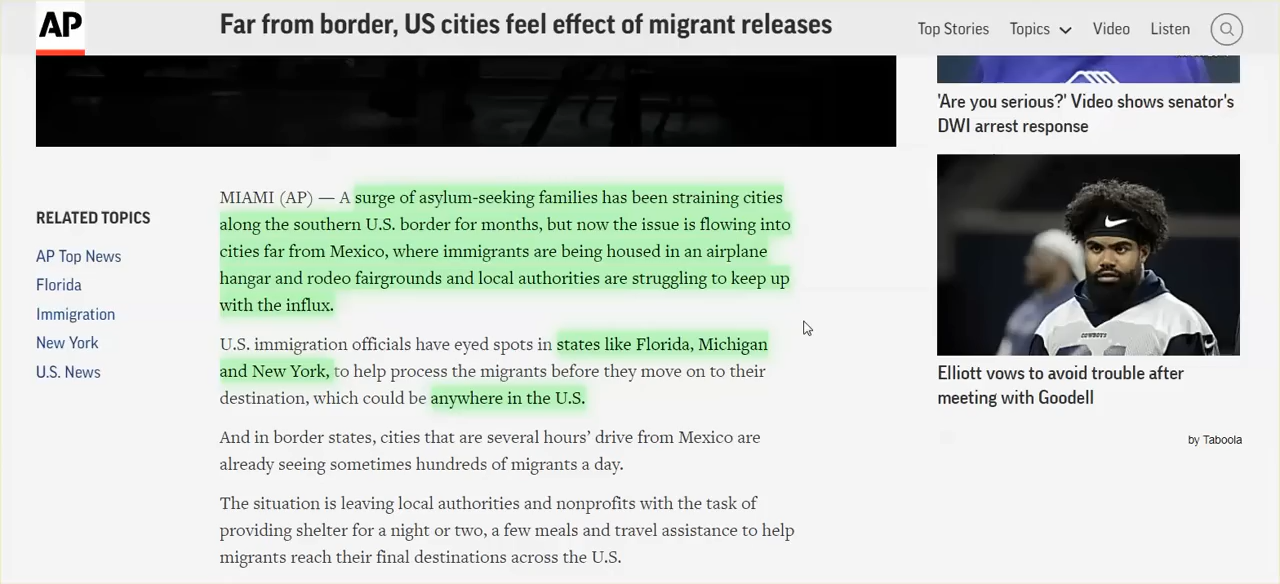 AP
Far from border, US cities feel effect of migrant releases
Top Stories
Topics
Video
Listen
RELATED TOPICS
AP Top News
Florida
Immigration
New York
U.S. News
MIAMI (AP) — A surge of asylum-seeking families has been straining cities
along the southern U.S. border for months, but now the issue is flowing into
cities far from Mexico, where immigrants are being housed in an airplane
hangar and rodeo fairgrounds and local authorities are struggling to keep up
with the influx.
U.S. immigration officials have eyed spots in states like Florida, Michigan
and New York, to help process the migrants before they move on to their
destination, which could be anywhere in the U.S.
And in border states, cities that are several hours’ drive from Mexico are
already seeing sometimes hundreds of migrants a day.
The situation is leaving local authorities and nonprofits with the task of
providing shelter for a night or two, a few meals and travel assistance to help
migrants reach their final destinations across the U.S.
'Are you serious?' Video shows senator's
DWI arrest response
COWBOYS
Elliott vows to avoid trouble after
meeting with Goodell
by Taboola